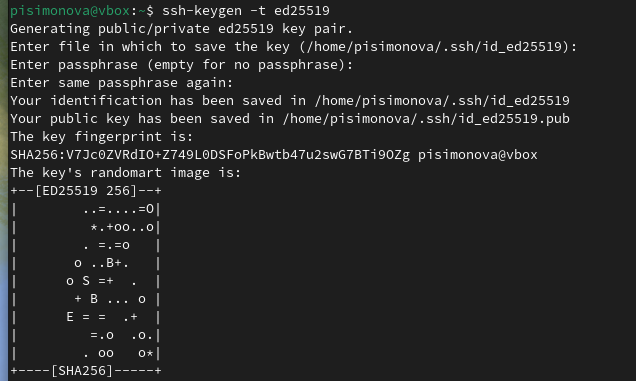 pisimonova@vbox:~$ ssh-keygen -t ed25519
Generating public/private ed25519 key pair.
Enter file in which to save the key (/home/pisimonova/.ssh/id_ed25519):
Enter passphrase (empty for no passphrase):
Enter same passphrase again:
Your identification has been saved in /home/pisimonova/.ssh/id_ed25519
Your public key has been saved in /home/pisimonova/.ssh/id_ed25519.pub
The key fingerprint is:
SHA256:V7Jc0ZVRdIO+Z749L0DSFoPkBwtb47u2swG7BTi9OZg pisimonova@vbox
The key's randomart image is:
+--[ED25519 256]--+
|        ..=....=O|
|         *.+oo..o|
|        . =.=o   |
|       o ..B+.   |
|      o S =+  .  |
|       + B ... o |
|      E = =  .+  |
|         =.o  .o.|
|        . oo   o*|
+----[SHA256]-----+